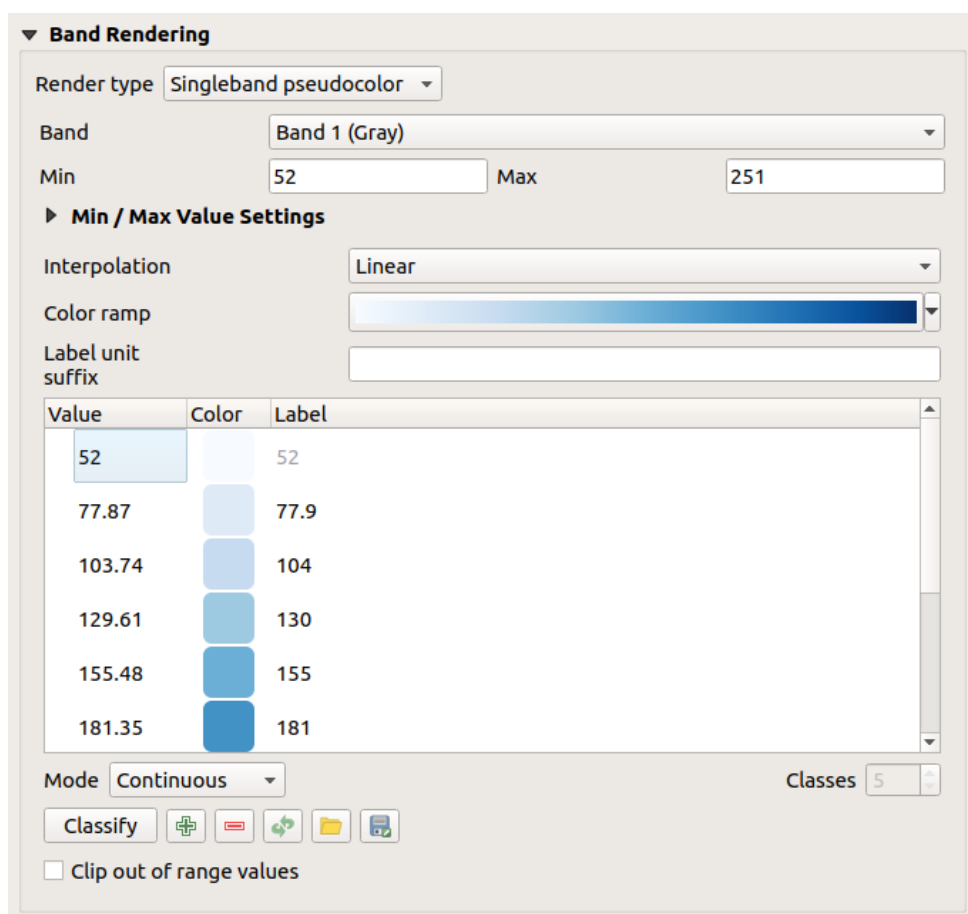 Band Rendering
Render type Singleband pseudocolor
Band Band 1 (Gray)
Min 52 Max 251
Min / Max Value Settings
Interpolation Linear
Color ramp
Label unit
suffix
Value Color Label
52 52
77.87 77.9
103.74 104
129.61 130
155.48 155
181.35 181
Mode Continuous Classes 5
Classify
Clip out of range values